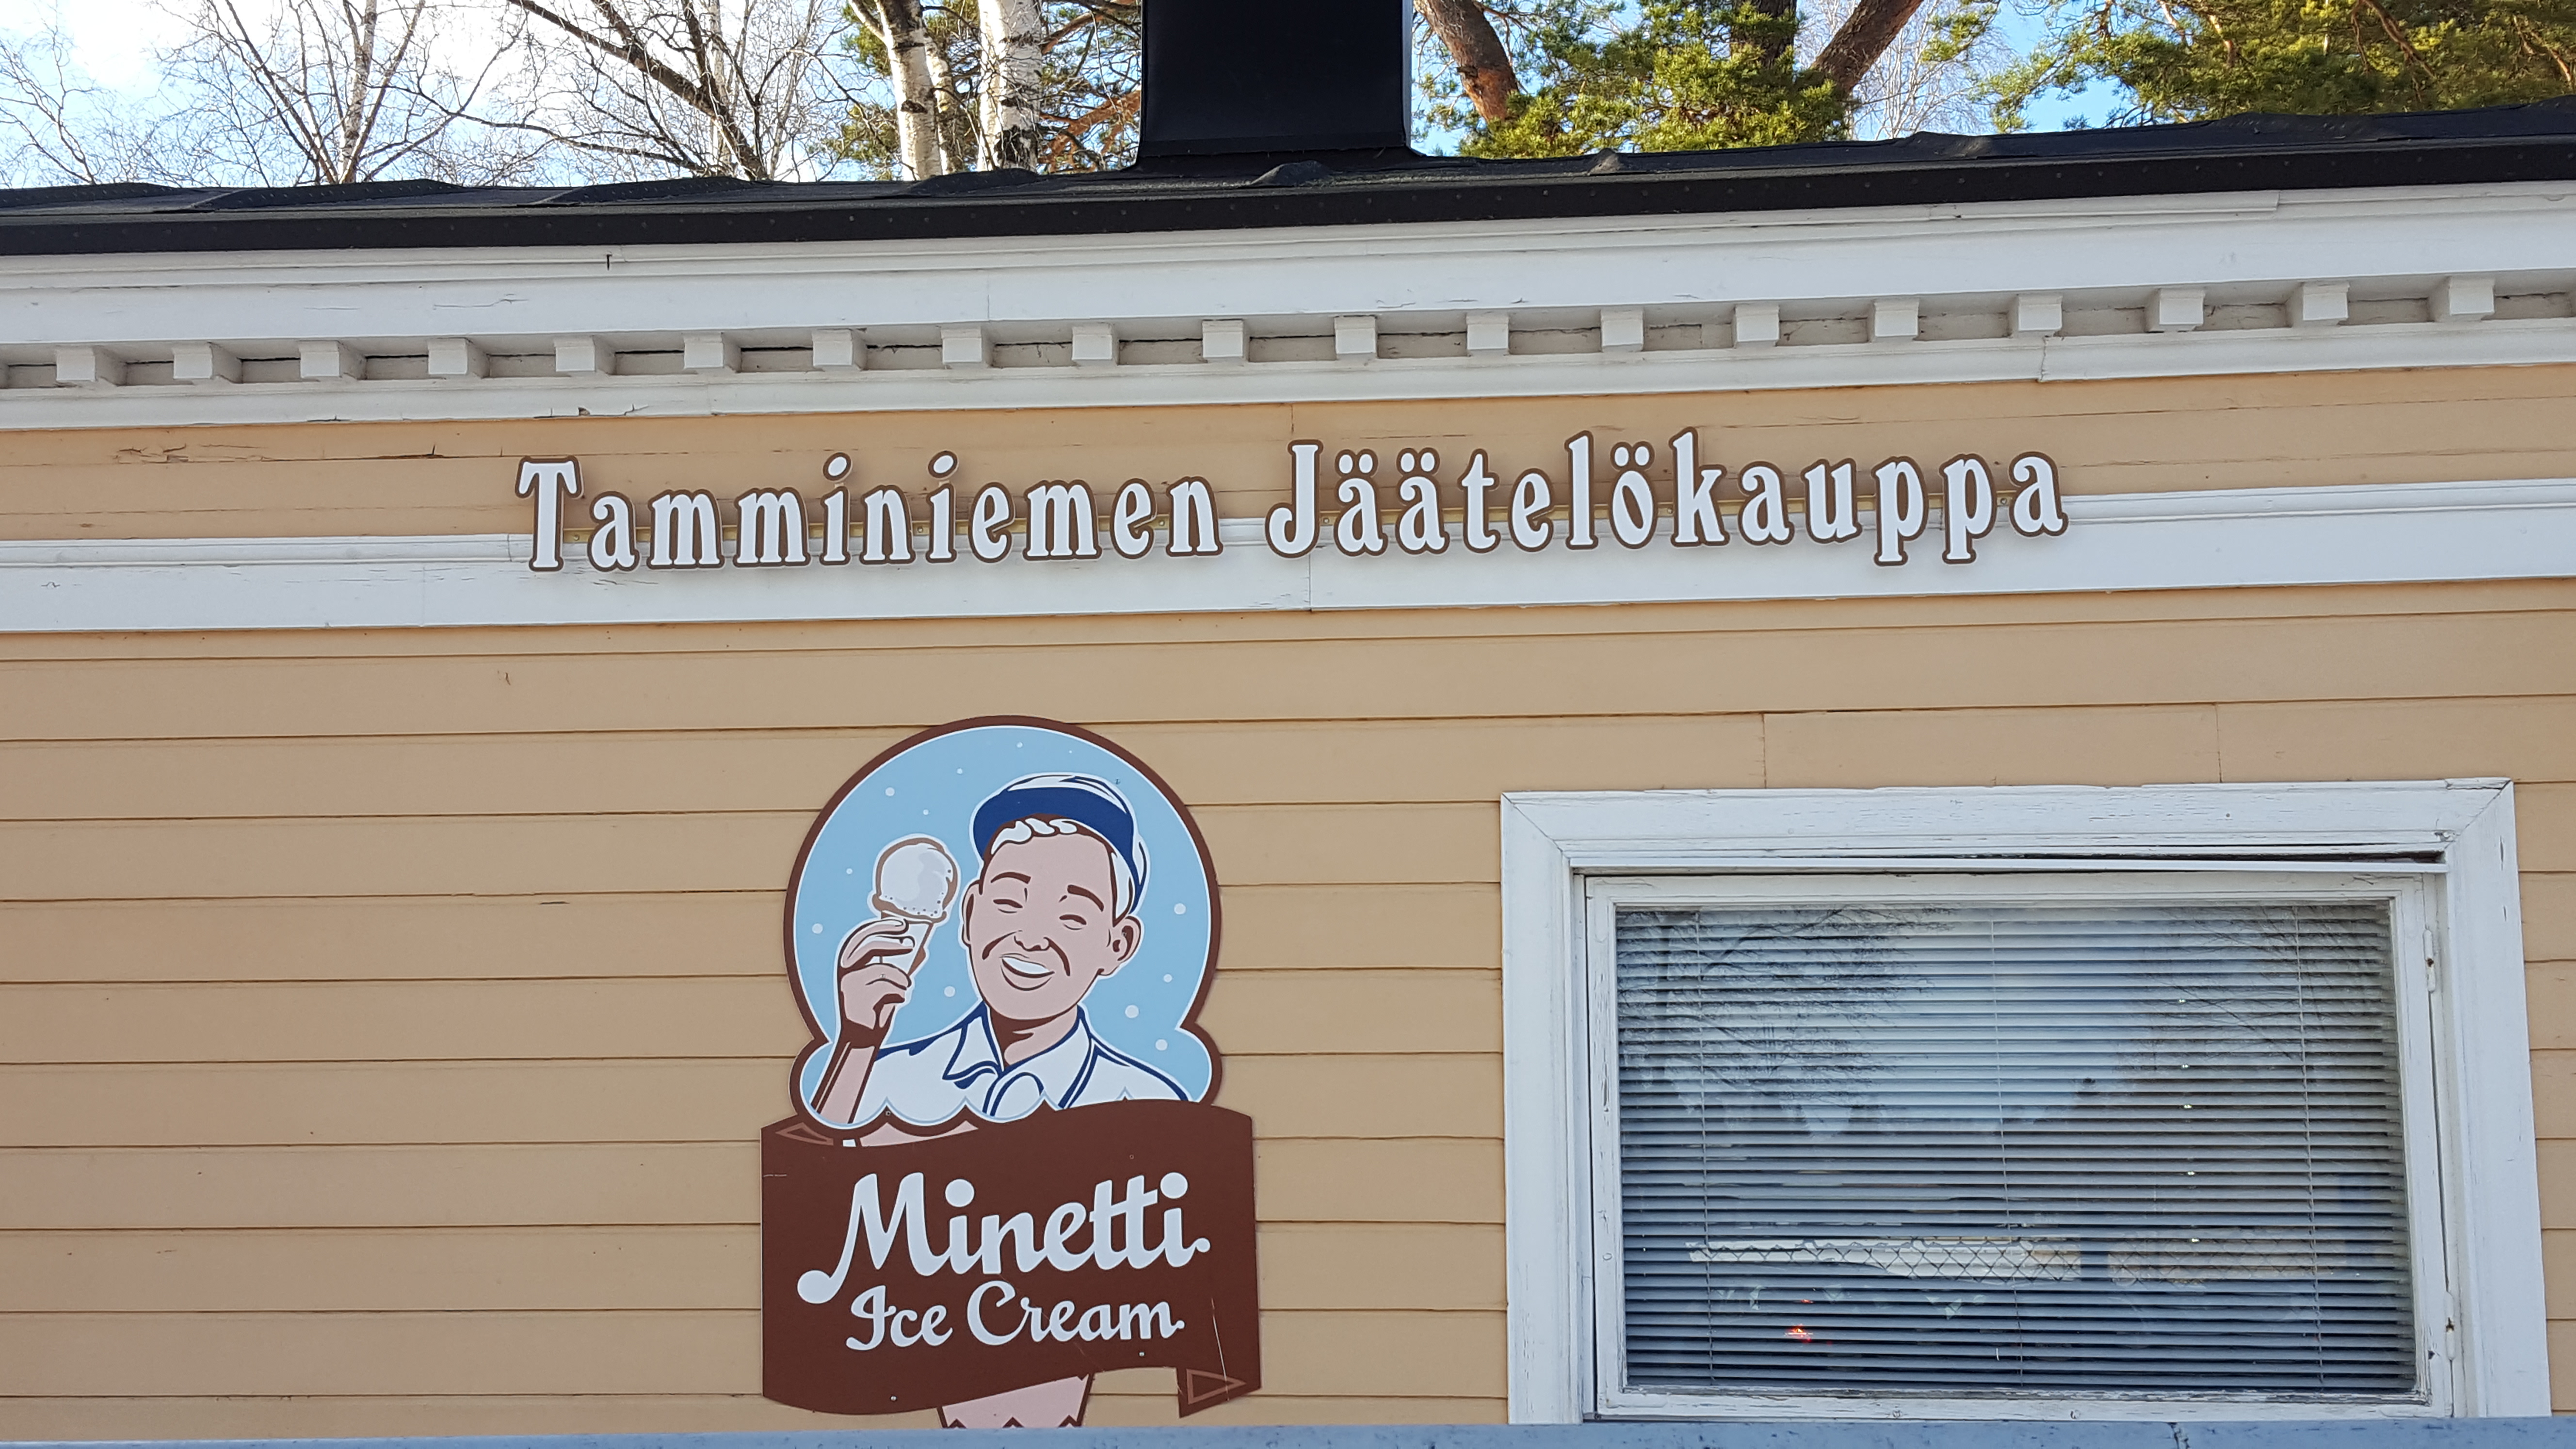 Tamminiemen Jäätelökauppa
Minetti
Ice Cream